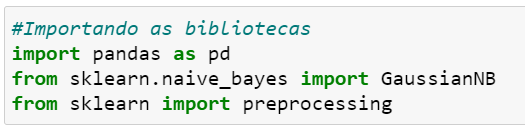 #Importando as bibliotecas
import pandas as pd
from sklearn.naive_bayes import GaussianNB
from sklearn import preprocessing